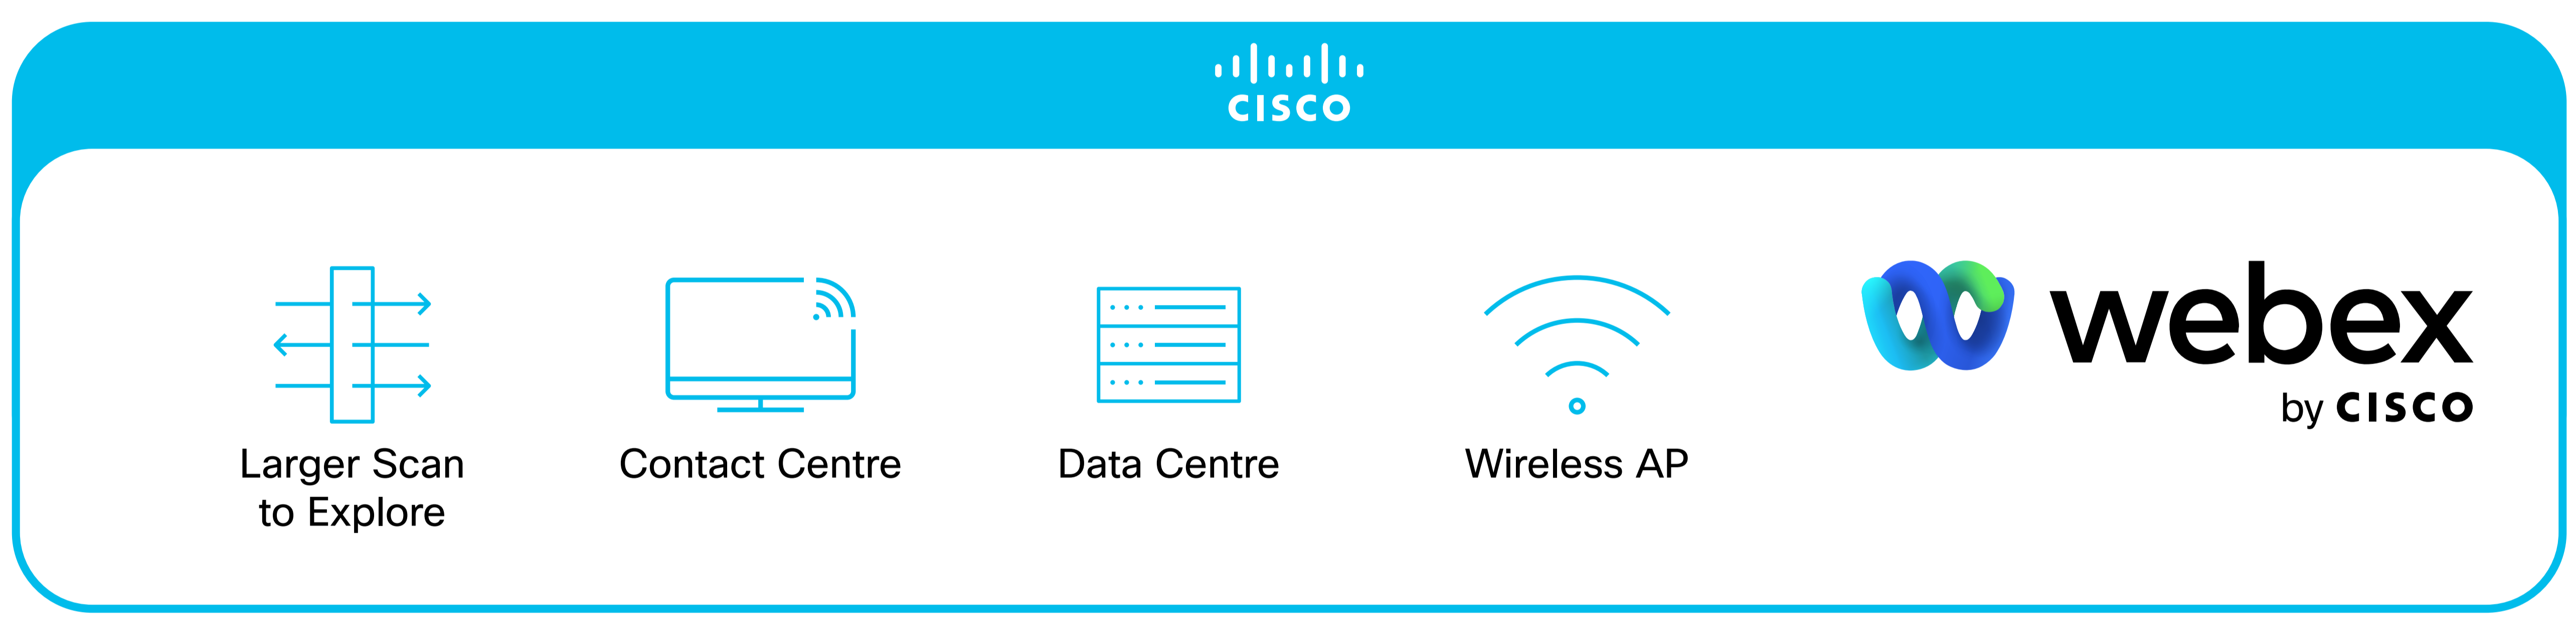 CISCO
Larger Scan
to Explore
Contact Centre
Data Centre
Wireless AP
webex
by CISCO